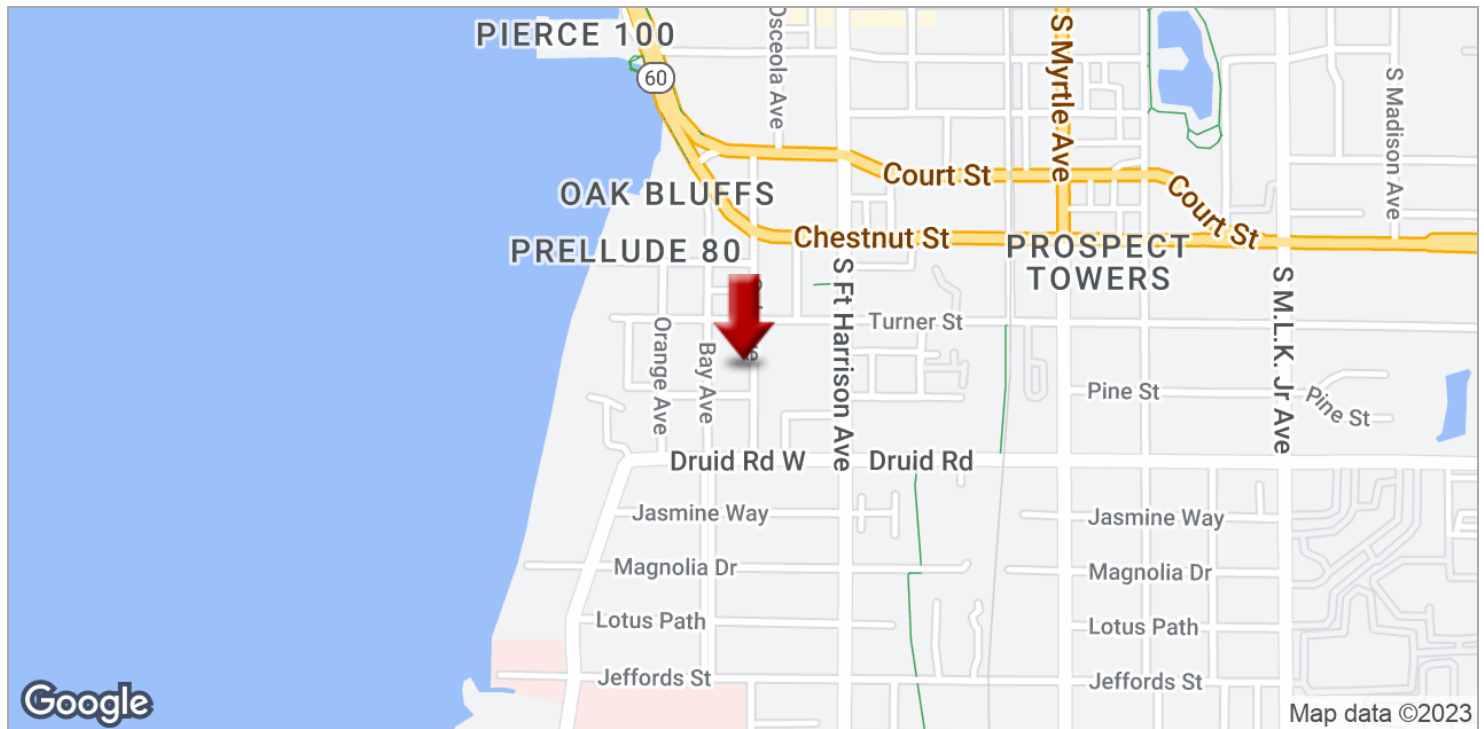 PIERCE 100
60
Osceola Ave
S Myrtle Ave
S Madison Ave
Court St
Court St
OAK BLUFFS
Chestnut St
PRELLUDE 80
PROSPECT
TOWERS
S Ft Harrison Ave
S M.L.K. Jr Ave
Turner St
Orange Ave
Bay Ave
Pine St
Pine St
Druid Rd W
Druid Rd
Jasmine Way
Jasmine Way
Magnolia Dr
Magnolia Dr
Lotus Path
Lotus Path
Jeffords St
Jeffords St
Google
Map data ©2023